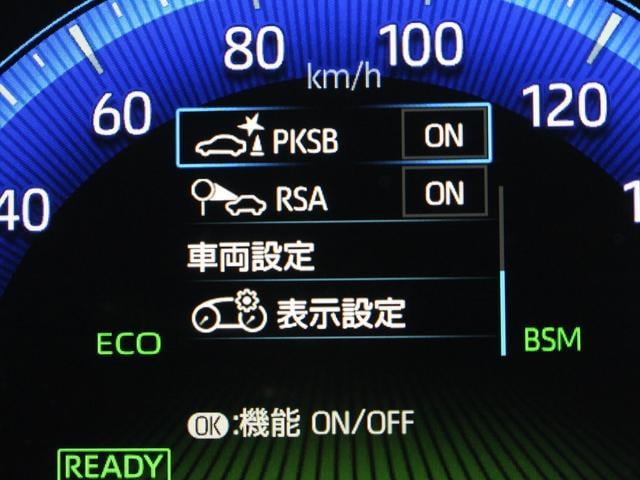 80 100
km/h
60 120
PKSB ON
40
RSA ON
車両設定
表示設定
ECO BSM
OK:機能 ON/OFF
READY